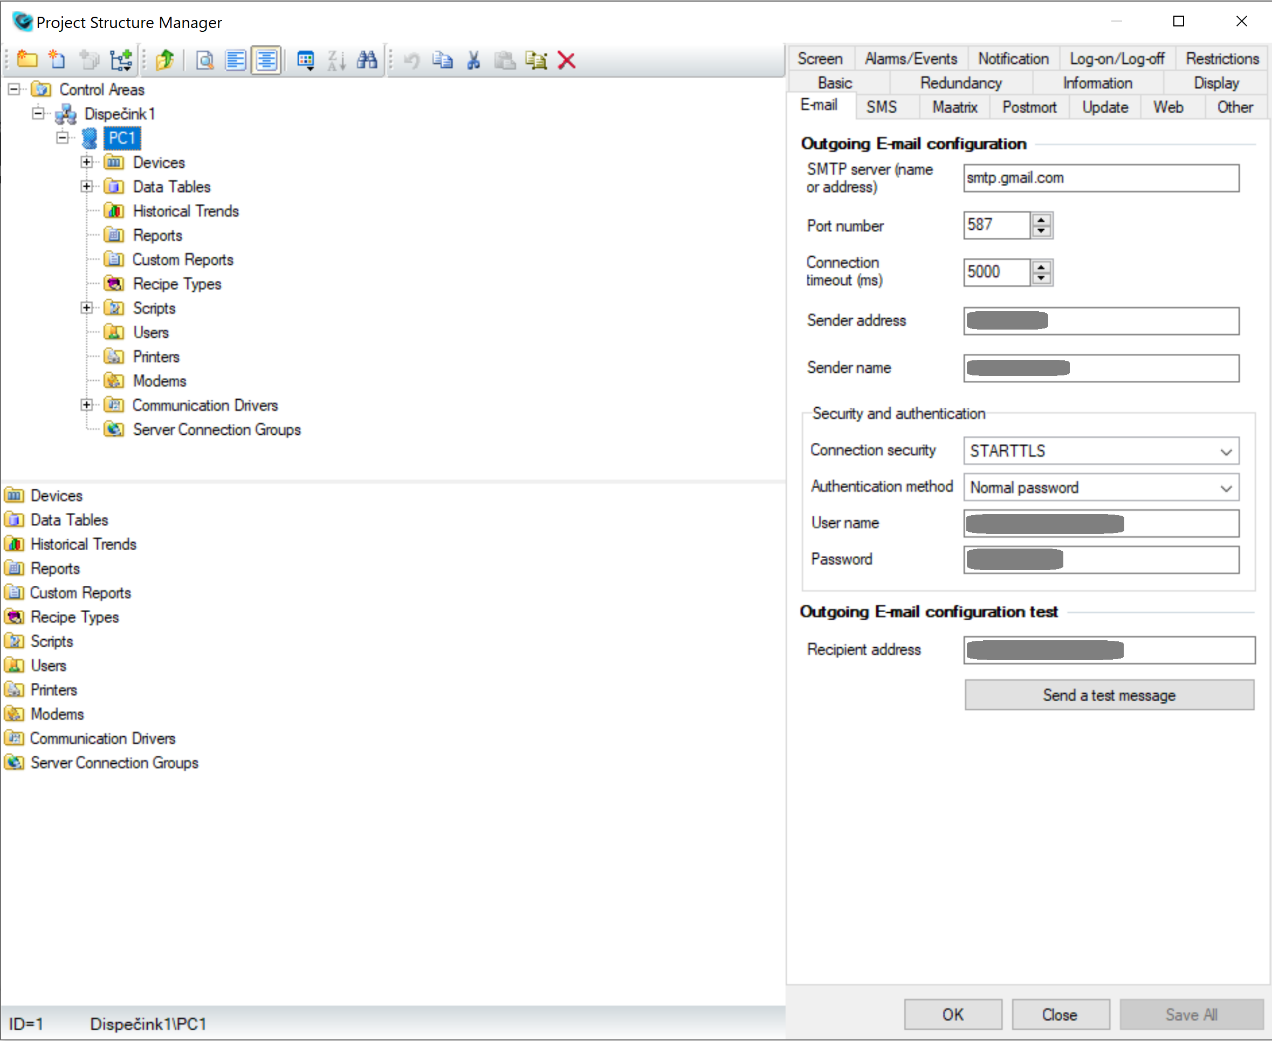 Project Structure Manager
Control Areas
Dispečink1
PC1
Devices
Data Tables
Historical Trends
Reports
Custom Reports
Recipe Types
Scripts
Users
Printers
Modems
Communication Drivers
Server Connection Groups
Devices
Data Tables
Historical Trends
Reports
Custom Reports
Recipe Types
Scripts
Users
Printers
Modems
Communication Drivers
Server Connection Groups
ID=1 Dispečink1\PC1
Screen Alarms/Events Notification Log-on/Log-off Restrictions
Basic Redundancy Information Display
E-mail SMS Maatrix Postmort Update Web Other
Outgoing E-mail configuration
SMTP server (name
or address) smtp.gmail.com
Port number 587
Connection
timeout (ms) 5000
Sender address
Sender name
Security and authentication
Connection security STARTTLS
Authentication method Normal password
User name
Password
Outgoing E-mail configuration test
Recipient address
Send a test message
OK Close Save All